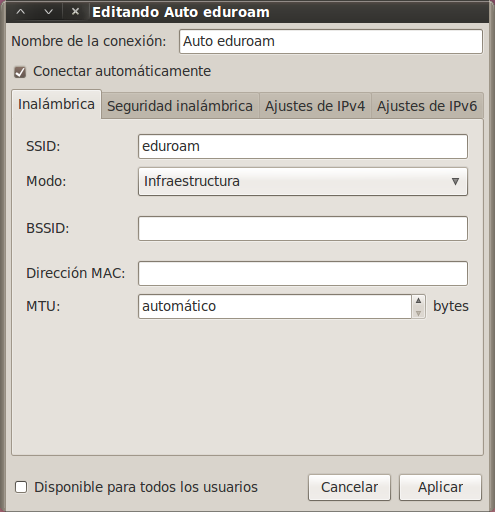 Editando Auto eduroam
Nombre de la conexión: Auto eduroam
Conectar automáticamente
Inalámbrica Seguridad inalámbrica Ajustes de IPv4 Ajustes de IPv6
SSID: eduroam
Modo: Infraestructura
BSSID:
Dirección MAC:
MTU: automático bytes
Disponible para todos los usuarios Cancelar Aplicar